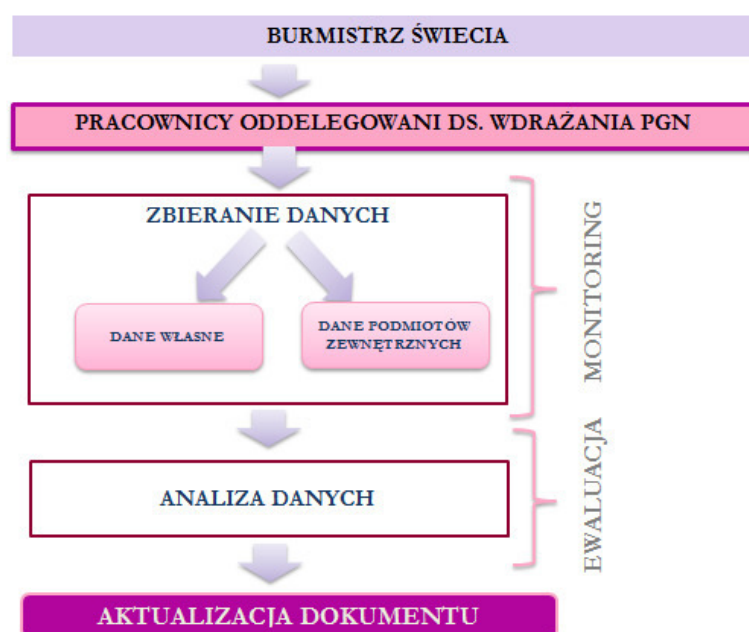 BURMISTRZ ŚWIECIA
PRACOWNICY ODDELEGOWANI DS. WDRAŻANIA PGN
ZBIERANIE DANYCH
DANE WŁASNE
DANE PODMIOTÓW
ZEWNĘTRZNYCH
MONITORING
ANALIZA DANYCH
EWALUACJA
AKTUALIZACJA DOKUMENTU